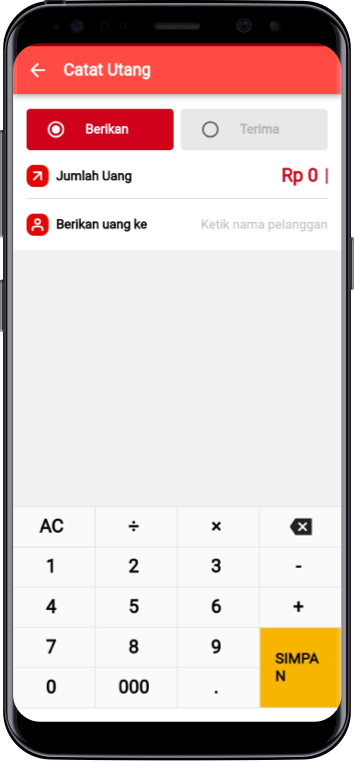 Catat Utang
Berikan
Terima
Jumlah Uang Rp 0
Berikan uang ke Ketik nama pelanggan
AC ÷ ×
1 2 3 -
4 5 6 +
7 8 9
SIMPA
N
0 000 .